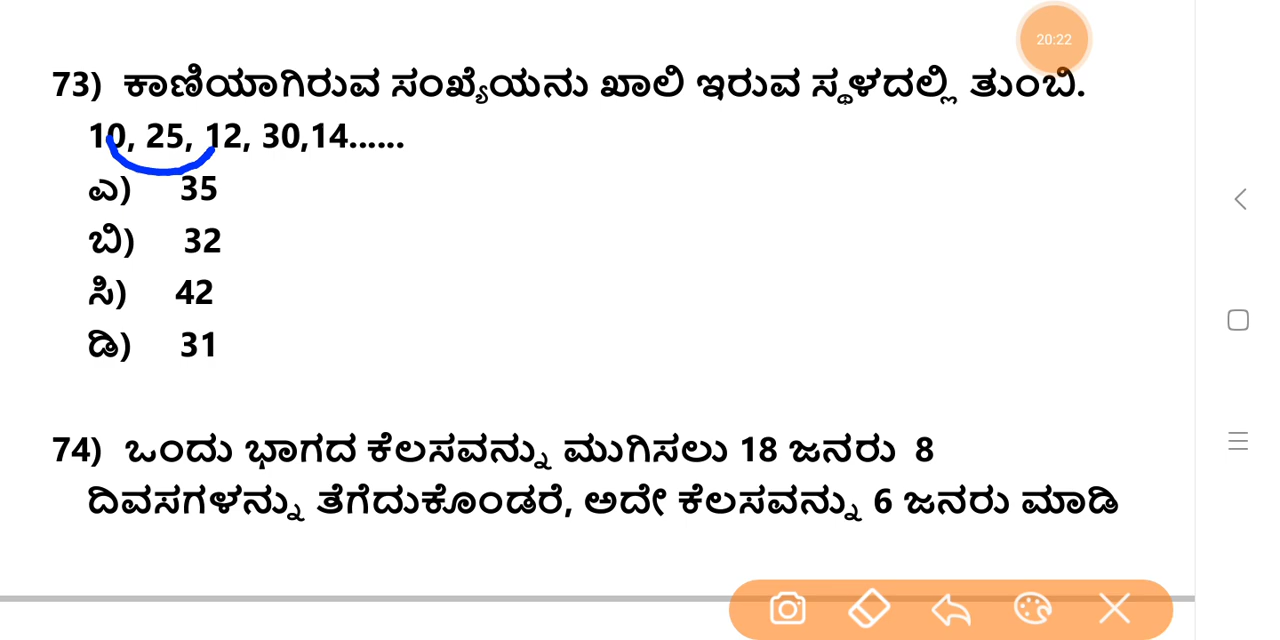 20:22
73) ಕಾಣಿಯಾಗಿರುವ ಸಂಖ್ಯೆಯನು ಖಾಲಿ ಇರುವ ಸ್ಥಳದಲ್ಲಿ ತುಂಬಿ.
10, 25, 12, 30,14......
ಎ) 35
ಬಿ) 32
ಸಿ) 42
ಡಿ) 31
74) ಒಂದು ಭಾಗದ ಕೆಲಸವನ್ನು ಮುಗಿಸಲು 18 ಜನರು 8
ದಿವಸಗಳನ್ನು ತೆಗೆದುಕೊಂಡರೆ, ಅದೇ ಕೆಲಸವನ್ನು 6 ಜನರು ಮಾಡಿ